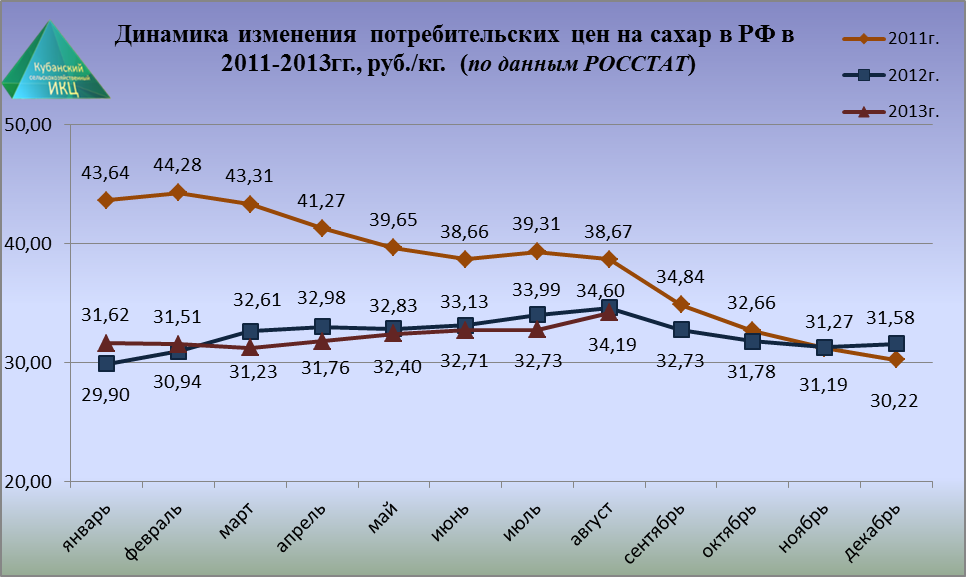 Кубанский
сельскохозяйственный
ИКЦ
Динамика изменения потребительских цен на сахар в РФ в
2011-2013гг., руб./кг. (по данным РОССТАТ)
2011г.
2012г.
2013г.
50,00
40,00
30,00
20,00
43,64 44,28 43,31 41,27 39,65 38,66 39,31 38,67 34,84 32,66 31,27 31,58
31,62 31,51 32,61 32,98 32,83 33,13 33,99 34,60
29,90 30,94 31,23 31,76 32,40 32,71 32,73 34,19 32,73 31,78 31,19 30,22
январь февраль март апрель май июнь июль август сентябрь октябрь ноябрь декабрь